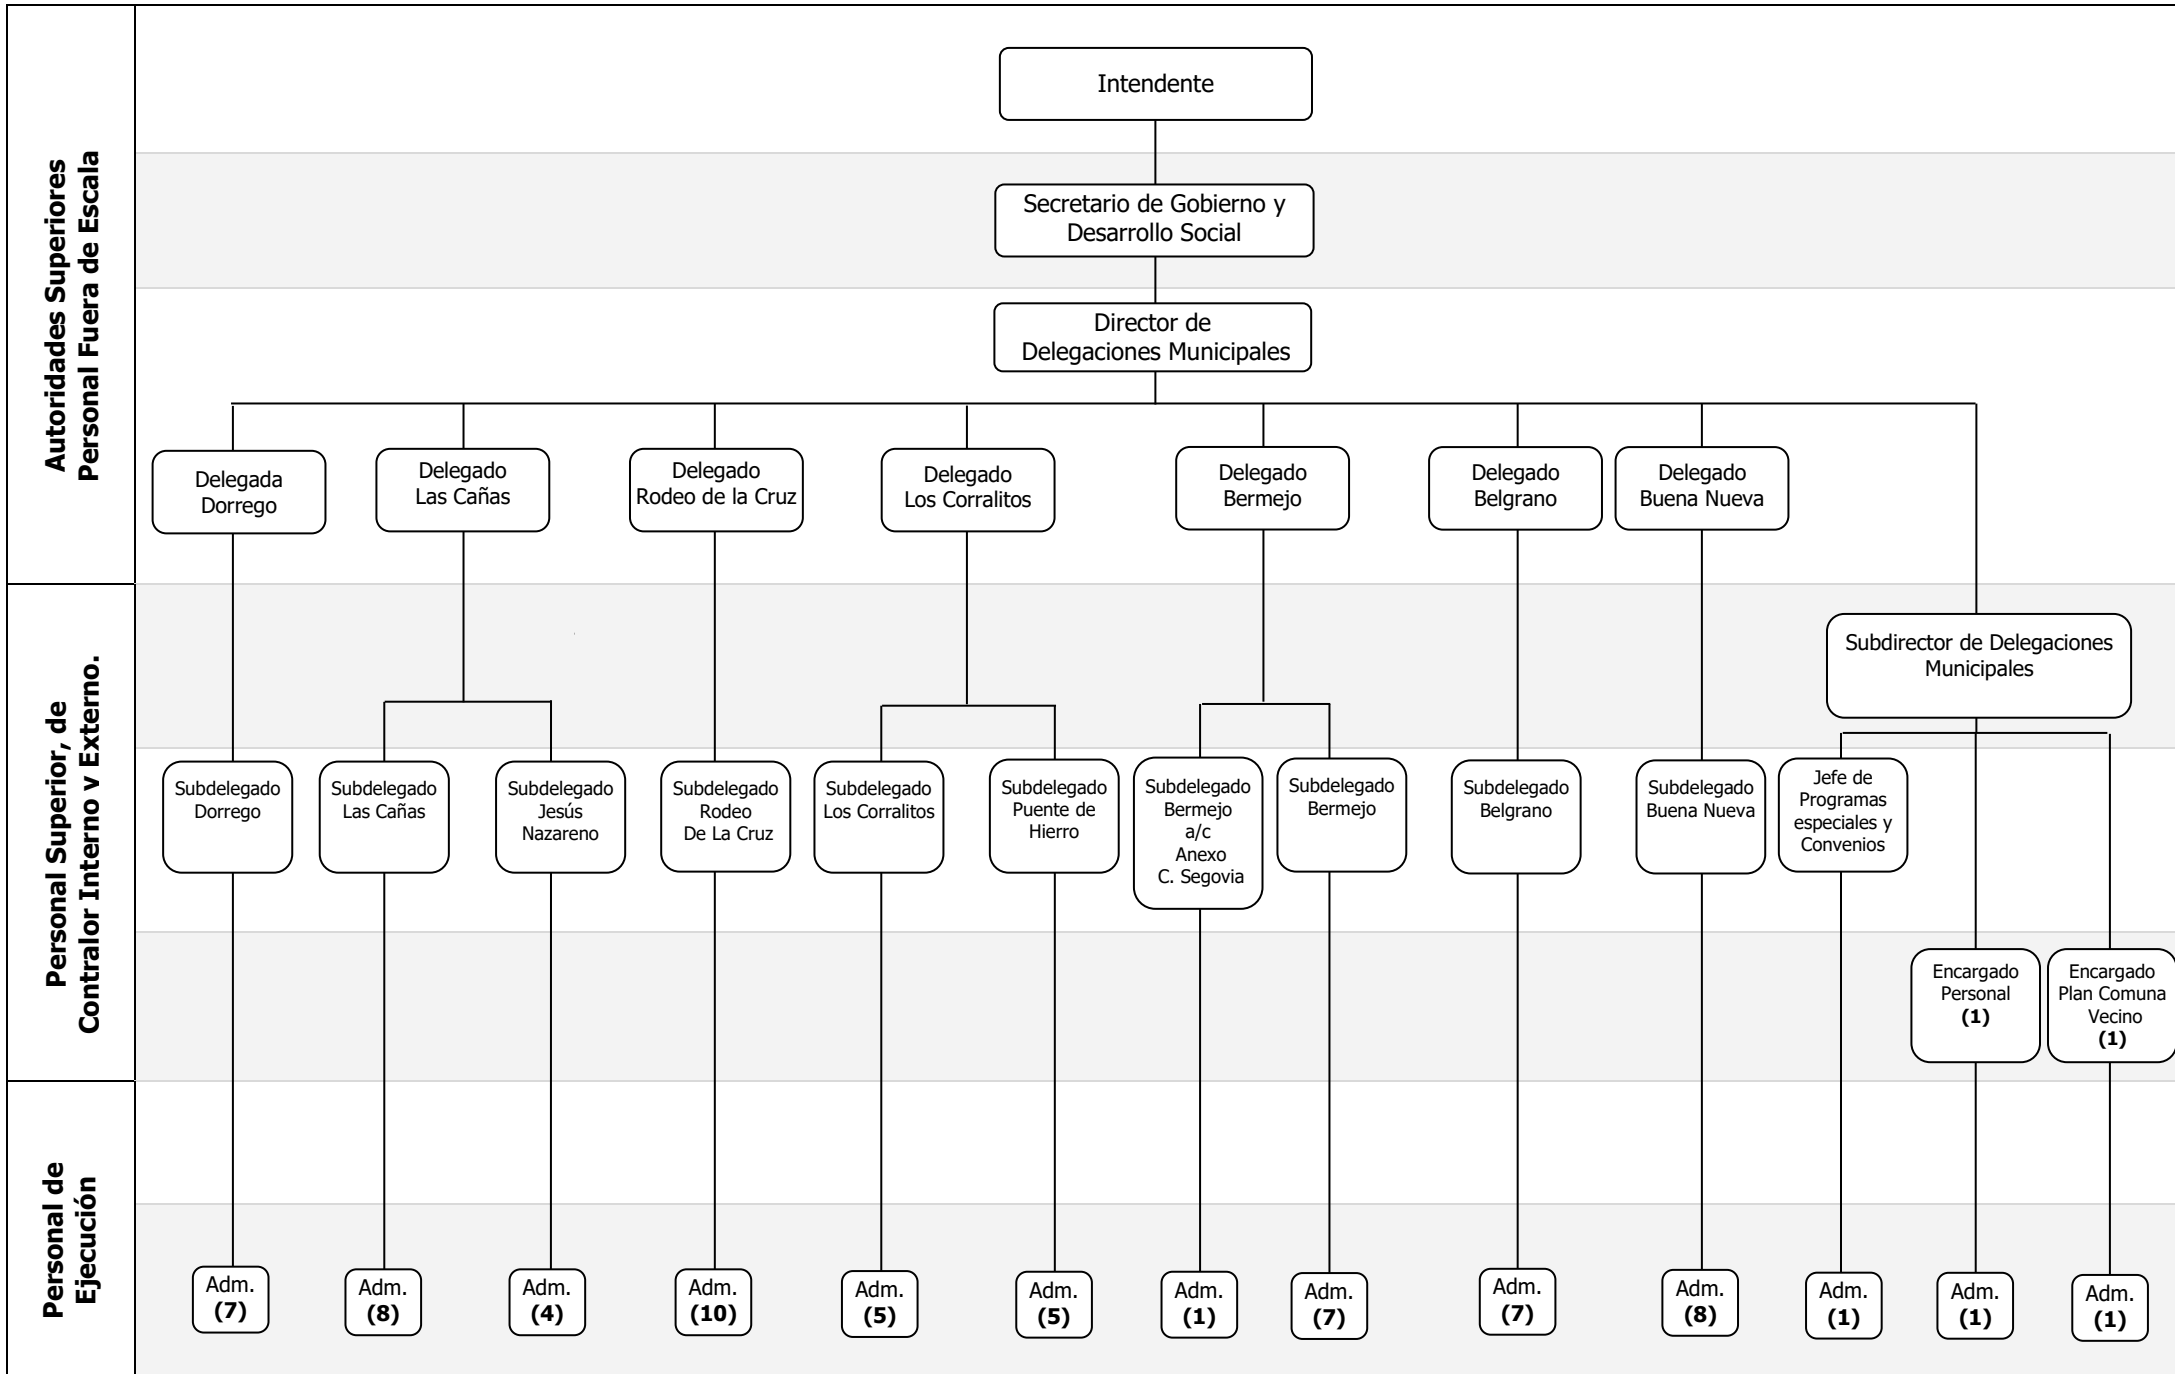 Autoridades Superiores
Personal Fuera de Escala
Intendente
Secretario de Gobierno y
Desarrollo Social
Director de
Delegaciones Municipales
Delegada
Dorrego
Delegado
Las Cañas
Delegado
Rodeo de la Cruz
Delegado
Los Corralitos
Delegado
Bermejo
Delegado
Belgrano
Delegado
Buena Nueva
Personal Superior, de
Contralor Interno v Externo.
Subdirector de Delegaciones
Municipales
Subdelegado
Dorrego
Subdelegado
Las Cañas
Subdelegado
Jesús
Nazareno
Subdelegado
Rodeo
De La Cruz
Subdelegado
Los Corralitos
Subdelegado
Puente de
Hierro
Subdelegado
Bermejo
a/c
Anexo
C. Segovia
Subdelegado
Bermejo
Subdelegado
Belgrano
Subdelegado
Buena Nueva
Jefe de
Programas
especiales y
Convenios
Encargado
Personal
(1)
Encargado
Plan Comuna
Vecino
(1)
Personal de
Ejecución
Adm.
(7)
Adm.
(8)
Adm.
(4)
Adm.
(10)
Adm.
(5)
Adm.
(5)
Adm.
(1)
Adm.
(7)
Adm.
(7)
Adm.
(8)
Adm.
(1)
Adm.
(1)
Adm.
(1)